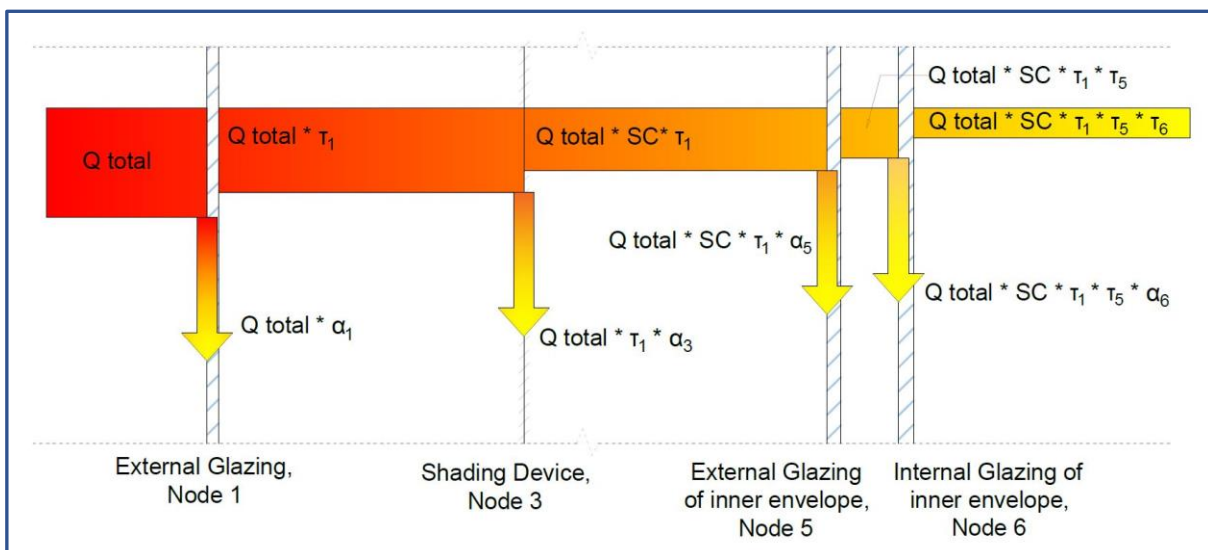 Q total * SC * τ₁ * τ₅
Q total
Q total * τ₁
Q total * SC* τ₁
Q total * SC * τ₁ * τ₅ * τ₆
Q total * SC * τ₁ * α₅
Q total * SC * τ₁ * τ₅ * α₆
Q total * α₁
Q total * τ₁ * α₃
External Glazing,
Node 1
Shading Device,
Node 3
External Glazing
of inner envelope,
Node 5
Internal Glazing of
inner envelope,
Node 6